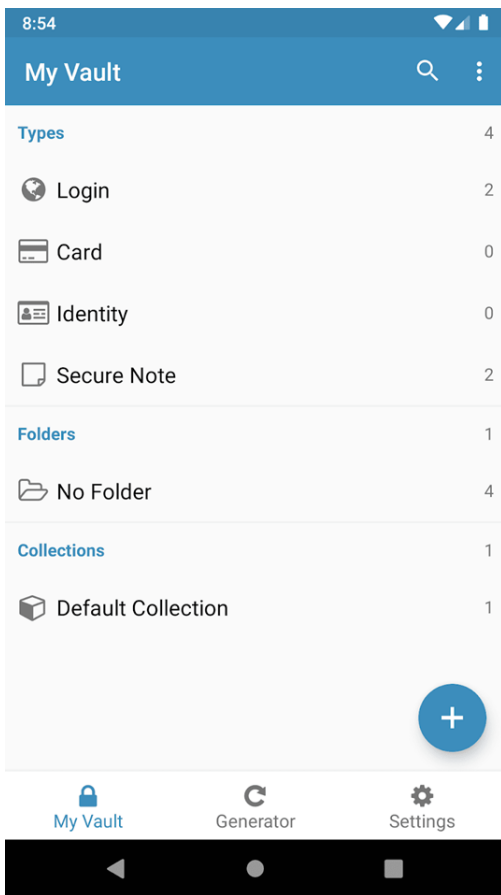 8:54
My Vault
Types 4
Login 2
Card 0
Identity 0
Secure Note 2
Folders 1
No Folder 4
Collections 1
Default Collection 1
My Vault Generator Settings